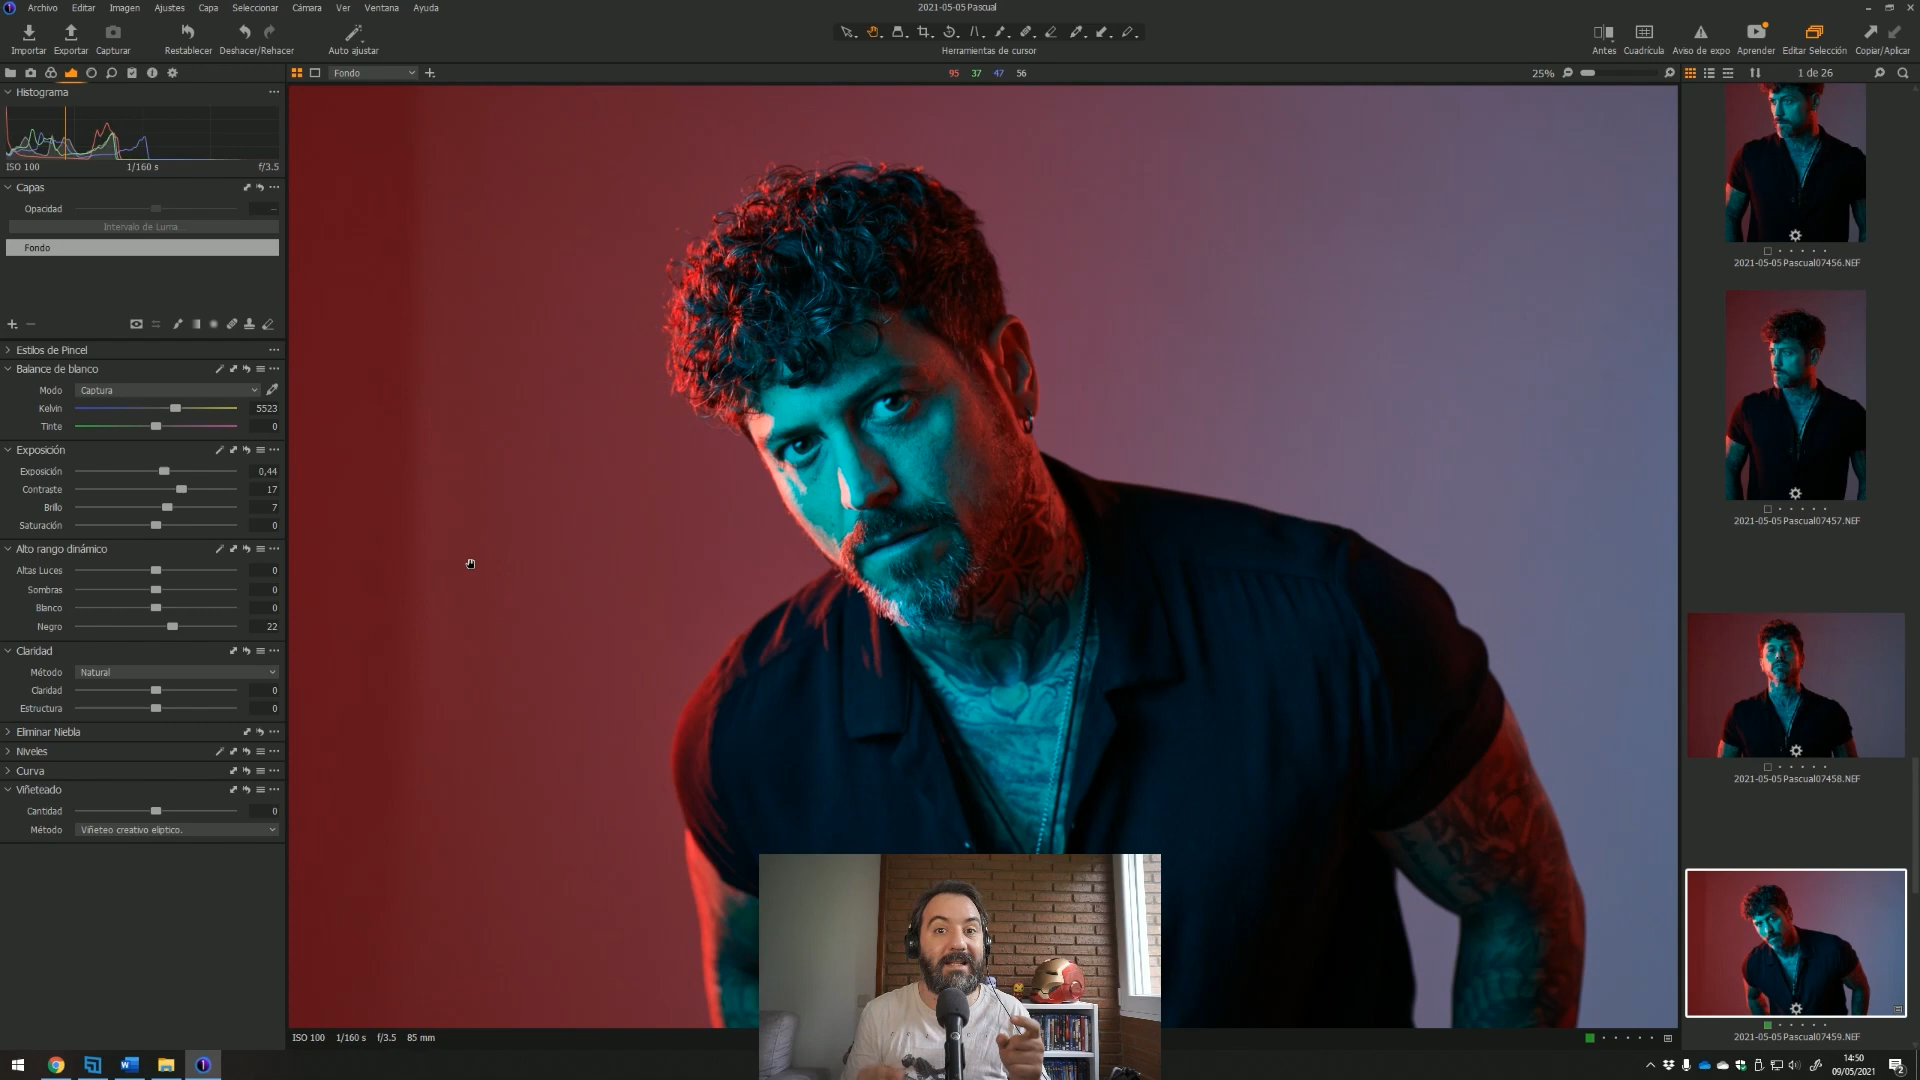 Archivo Editar Imagen Ajustes Capa Seleccionar Cámara Ver Ventana Ayuda
2021-05-05 Pascual
Importar Exportar Capturar Restablecer Deshacer/Rehacer Auto ajustar
Herramientas de cursor
Antes Cuadrícula Aviso de expo Aprender Editar Selección Copiar/Aplicar
Fondo
95 37 47 56
25%
1 de 26
Histograma
ISO 100 1/160 s f/3.5
Capas
Opacidad --
Intervalo de Luma...
Fondo
Estilos de Pincel
Balance de blanco
Modo Captura
Kelvin 5523
Tinte 0
Exposición
Exposición 0,44
Contraste 17
Brillo 7
Saturación 0
Alto rango dinámico
Altas Luces 0
Sombras 0
Blanco 0
Negro 22
Claridad
Método Natural
Claridad 0
Estructura 0
Eliminar Niebla
Niveles
Curva
Viñeteado
Cantidad 0
Método Viñeteo creativo elíptico.
2021-05-05 Pascual07456.NEF
2021-05-05 Pascual07457.NEF
2021-05-05 Pascual07458.NEF
2021-05-05 Pascual07459.NEF
ISO 100 1/160 s f/3.5 85 mm
14:50
09/05/2021
2